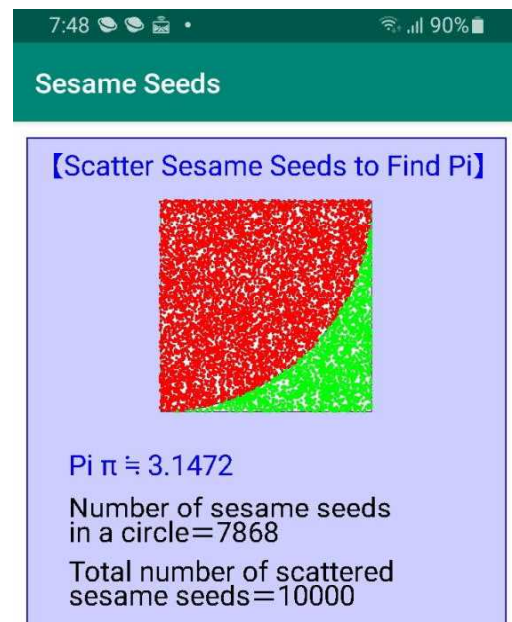 7:48 90%
Sesame Seeds
【Scatter Sesame Seeds to Find Pi】
Pi π ≒ 3.1472
Number of sesame seeds
in a circle=7868
Total number of scattered
sesame seeds=10000